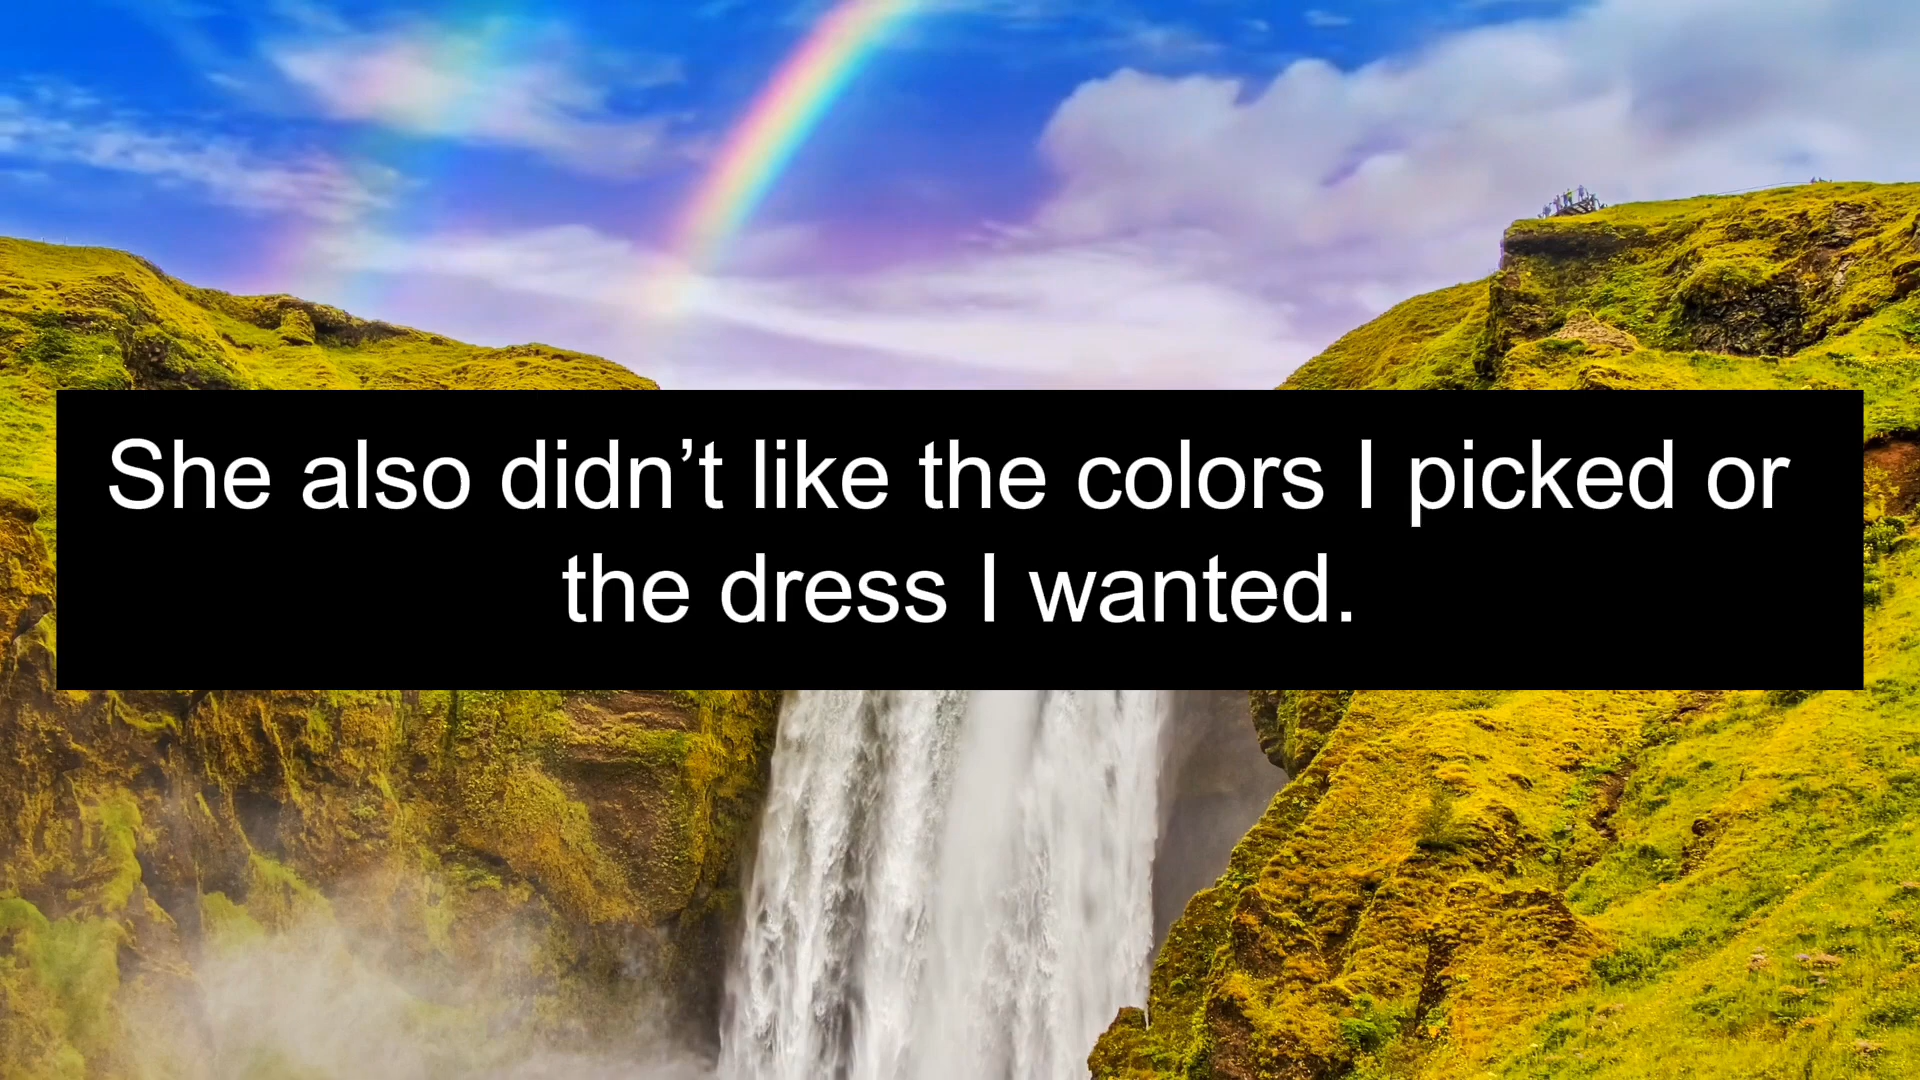 She also didn’t like the colors I picked or
the dress I wanted.